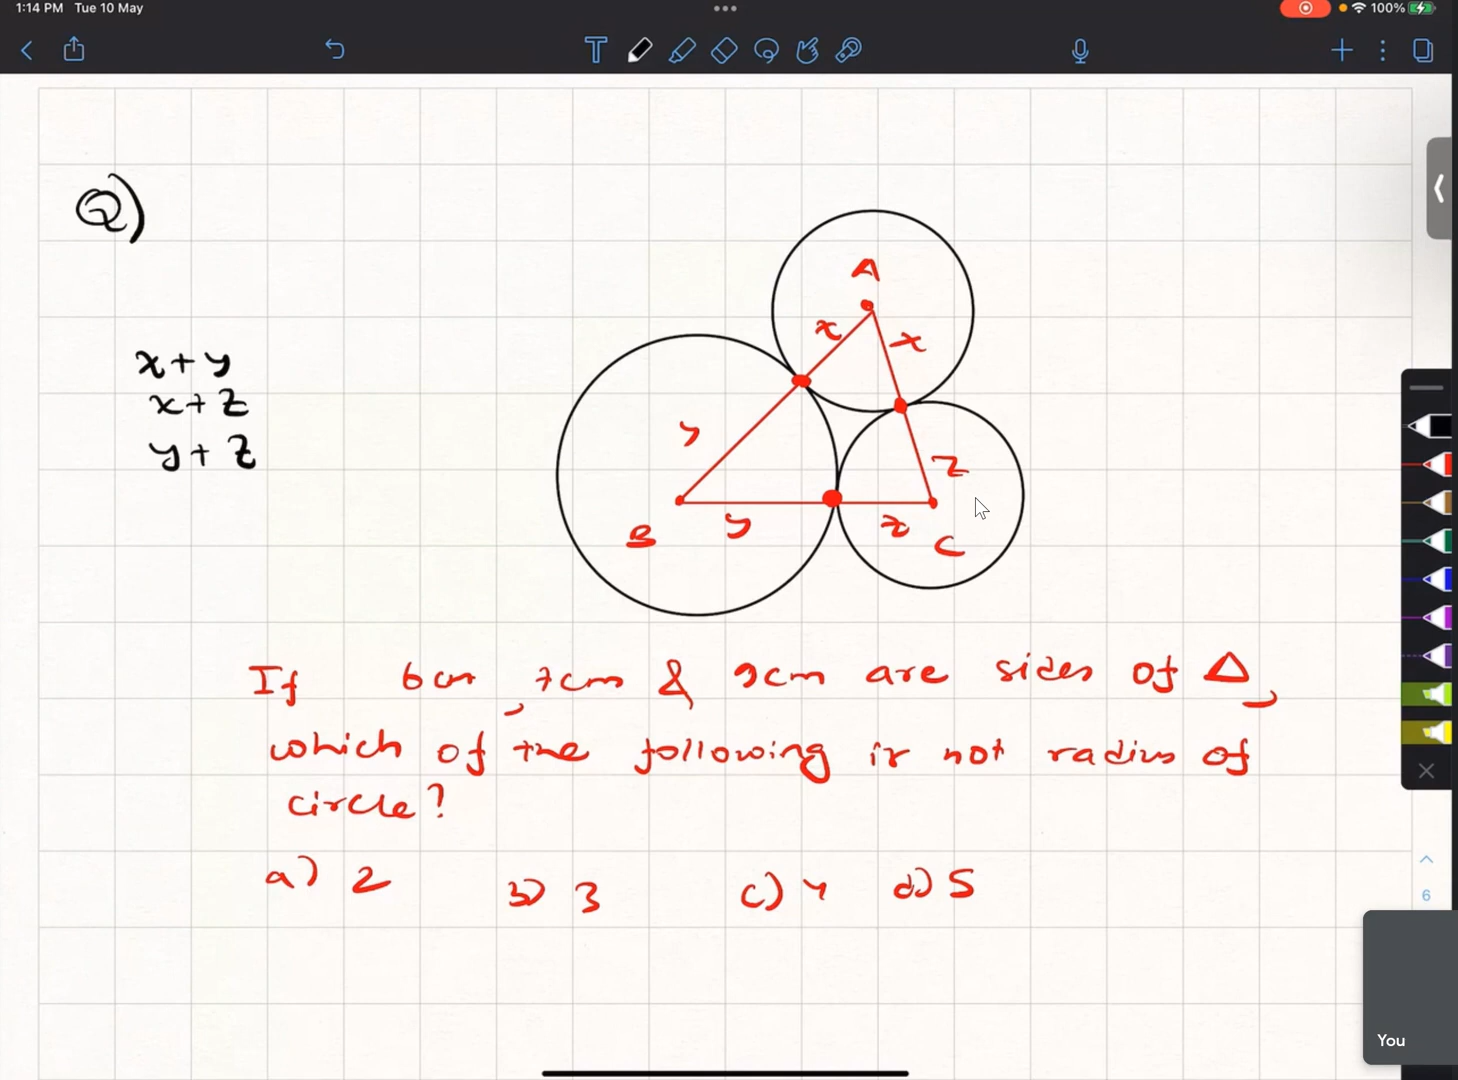 1:14 PM Tue 10 May
100%
T
Q)
A
x
x
x + y
x + z
y + z
y
z
B
y
z
C
If 6cm, 7cm & 9cm are sides of Δ,
which of the following is not radius of
circle?
a) 2 b) 3 c) 4 d) 5
6
You